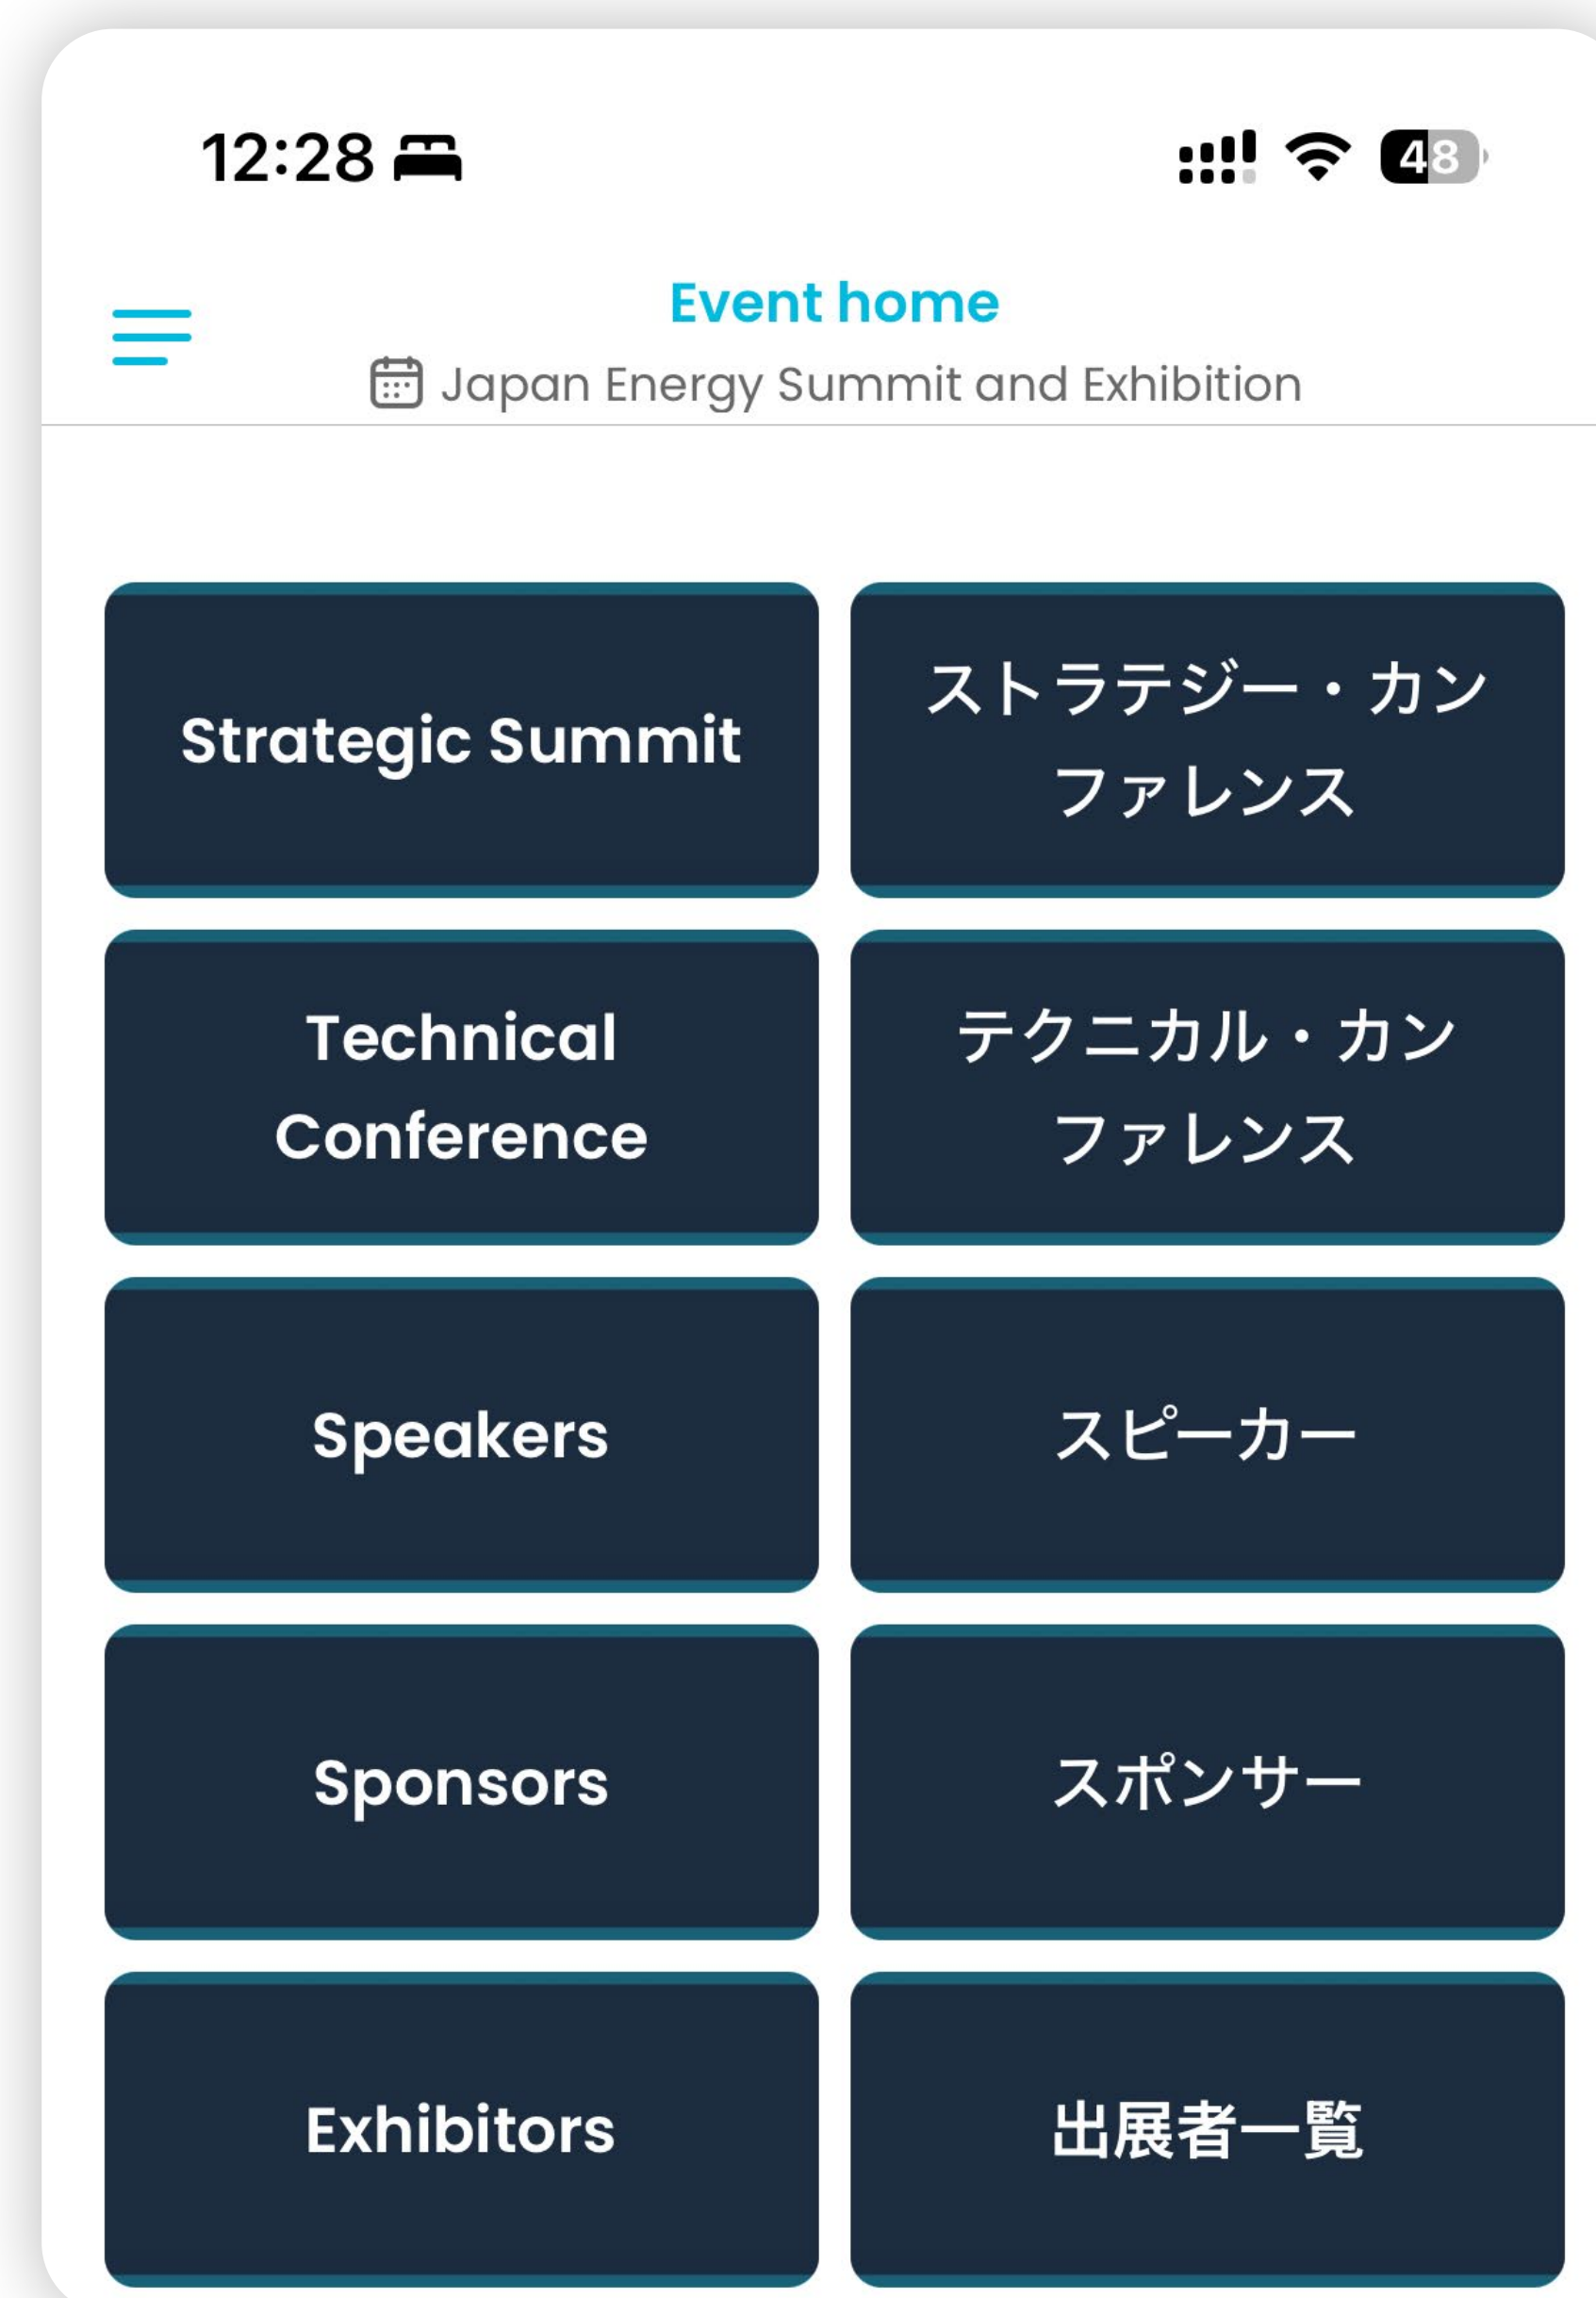 12:28
48
Event home
Japan Energy Summit and Exhibition
Strategic Summit
ストラテジー・カン
ファレンス
Technical
Conference
テクニカル・カン
ファレンス
Speakers
スピーカー
Sponsors
スポンサー
Exhibitors
出展者一覧